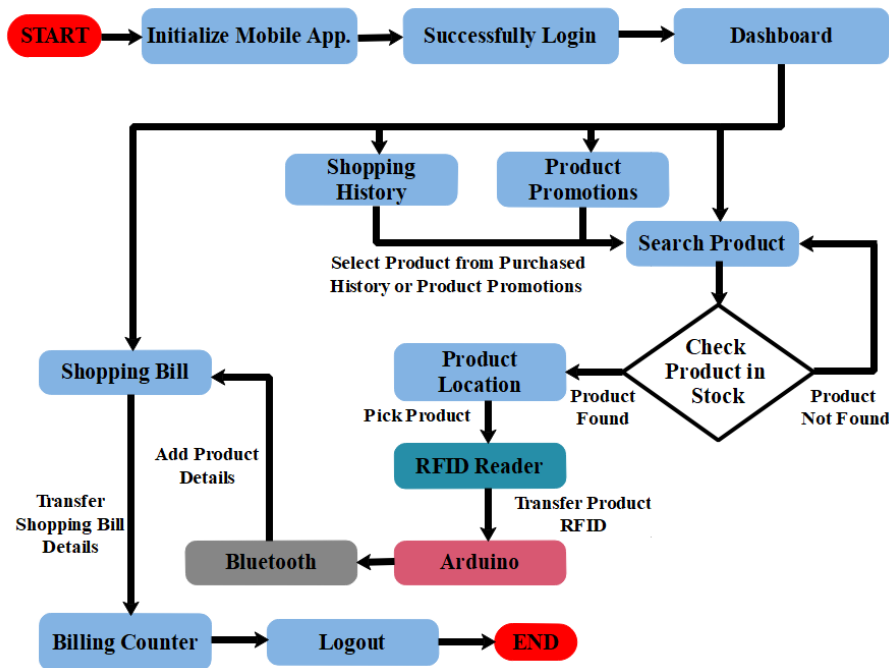 START
Initialize Mobile App.
Successfully Login
Dashboard
Shopping
History
Product
Promotions
Search Product
Select Product from Purchased
History or Product Promotions
Check
Product in
Stock
Product
Not Found
Product
Found
Product
Location
Pick Product
RFID Reader
Transfer Product
RFID
Arduino
Bluetooth
Add Product
Details
Shopping Bill
Transfer
Shopping Bill
Details
Billing Counter
Logout
END